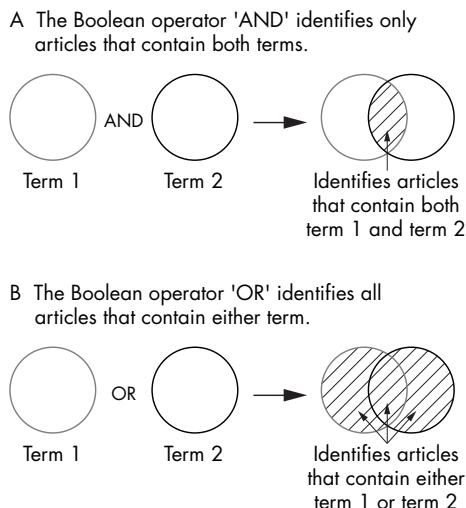 A The Boolean operator 'AND' identifies only
articles that contain both terms.
AND
Term 1
Term 2
Identifies articles
that contain both
term 1 and term 2
B The Boolean operator 'OR' identifies all
articles that contain either term.
OR
Term 1
Term 2
Identifies articles
that contain either
term 1 or term 2